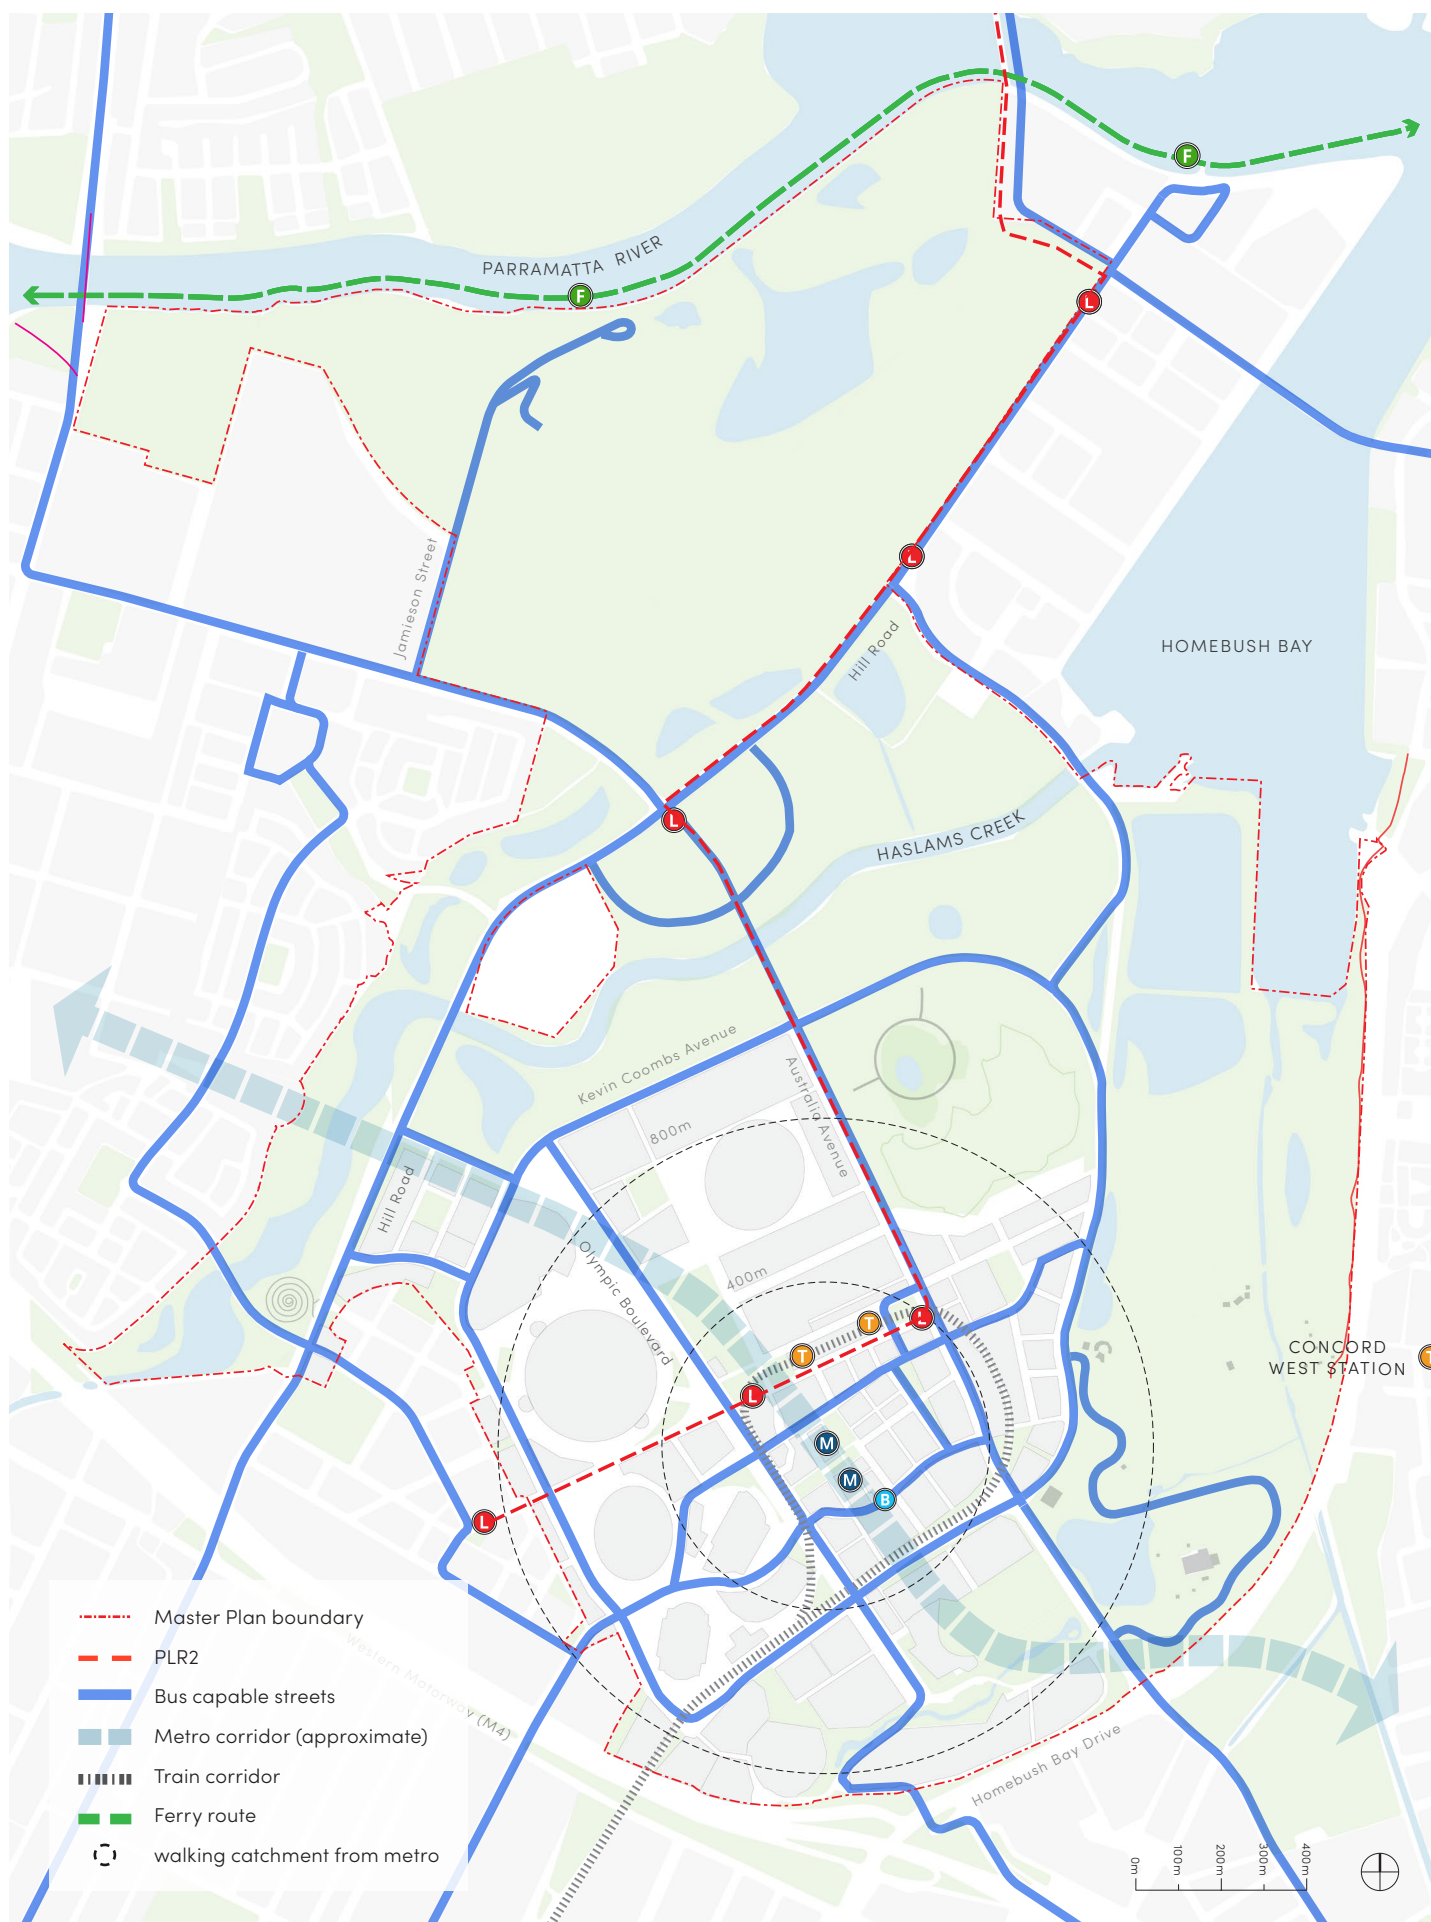 F
PARRAMATTA RIVER
F
L
L
Jamieson Street
Hill Road
HOMEBUSH BAY
L
HASLAMS CREEK
Kevin Coombs Avenue
Australia Avenue
800m
Hill Road
Olympic Boulevard
400m
T
L
T
CONCORD
WEST STATION
T
L
M
M
B
L
Master Plan boundary
PLR2
Bus capable streets
Metro corridor (approximate)
Train corridor
Ferry route
walking catchment from metro
Western Motorway (M4)
Homebush Bay Drive
0m
100m
200m
300m
400m